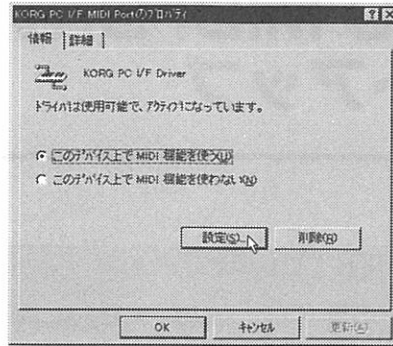 KORG PC I/F MIDI Portのプロパティ
情報 詳細
KORG PC I/F Driver
ドライバは使用可能で、アクティブになっています。
このデバイス上で MIDI 機能を使う(U)
このデバイス上で MIDI 機能を使わない(N)
設定(S)... 削除(R)
OK キャンセル 更新(A)